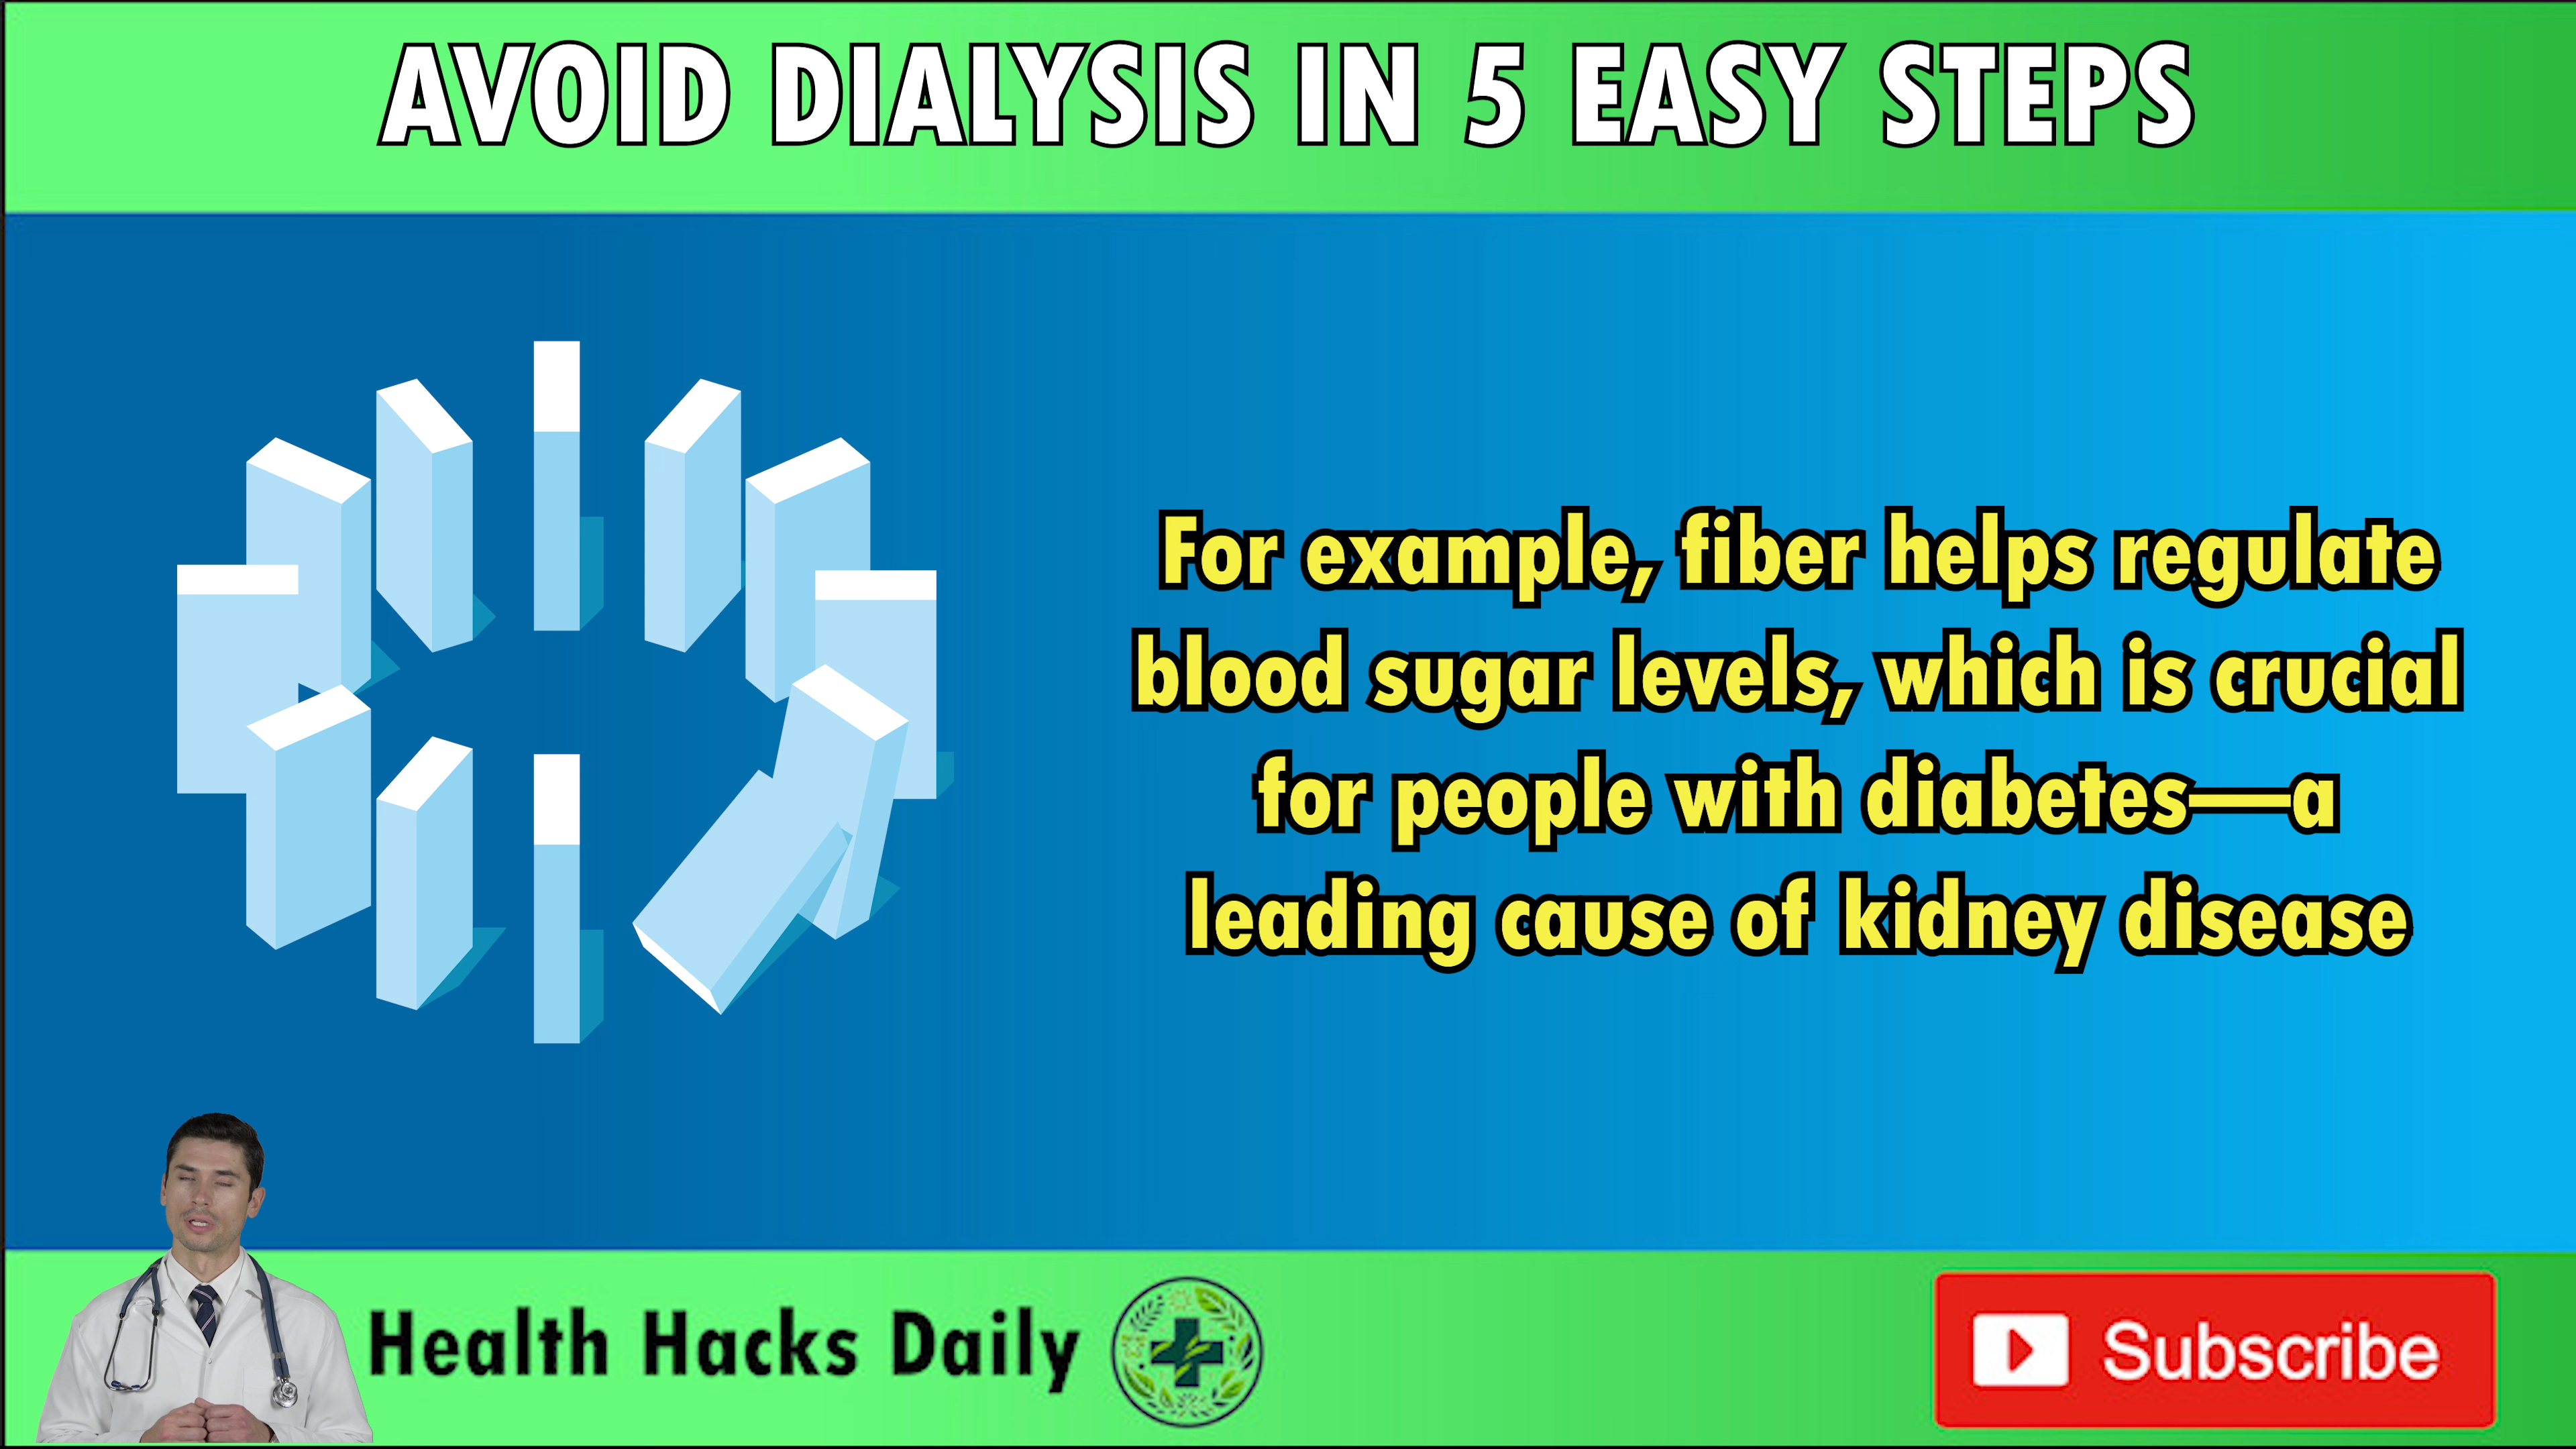 AVOID DIALYSIS IN 5 EASY STEPS
For example, fiber helps regulate
blood sugar levels, which is crucial
for people with diabetes—a
leading cause of kidney disease
Health Hacks Daily
Subscribe